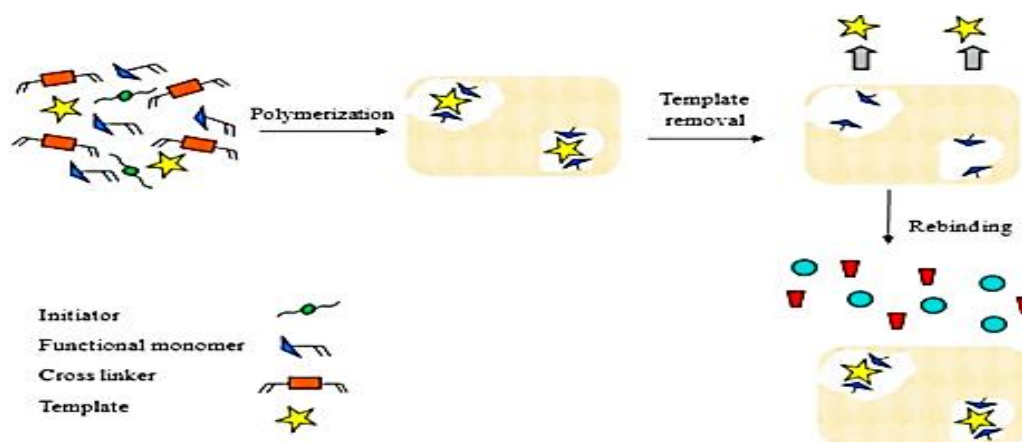 Polymerization
Template
removal
Rebinding
Initiator
Functional monomer
Cross linker
Template